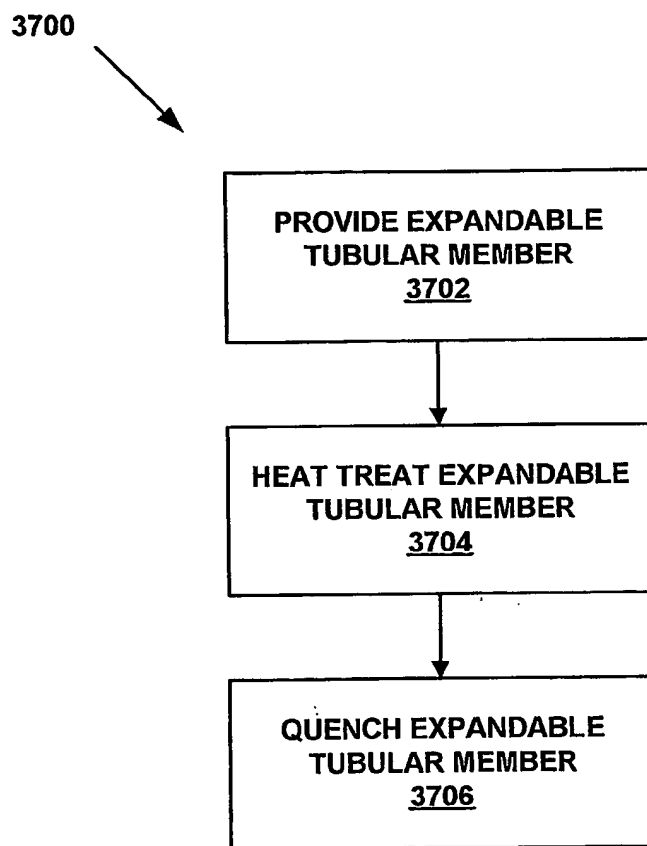 3700
PROVIDE EXPANDABLE
TUBULAR MEMBER
3702
HEAT TREAT EXPANDABLE
TUBULAR MEMBER
3704
QUENCH EXPANDABLE
TUBULAR MEMBER
3706